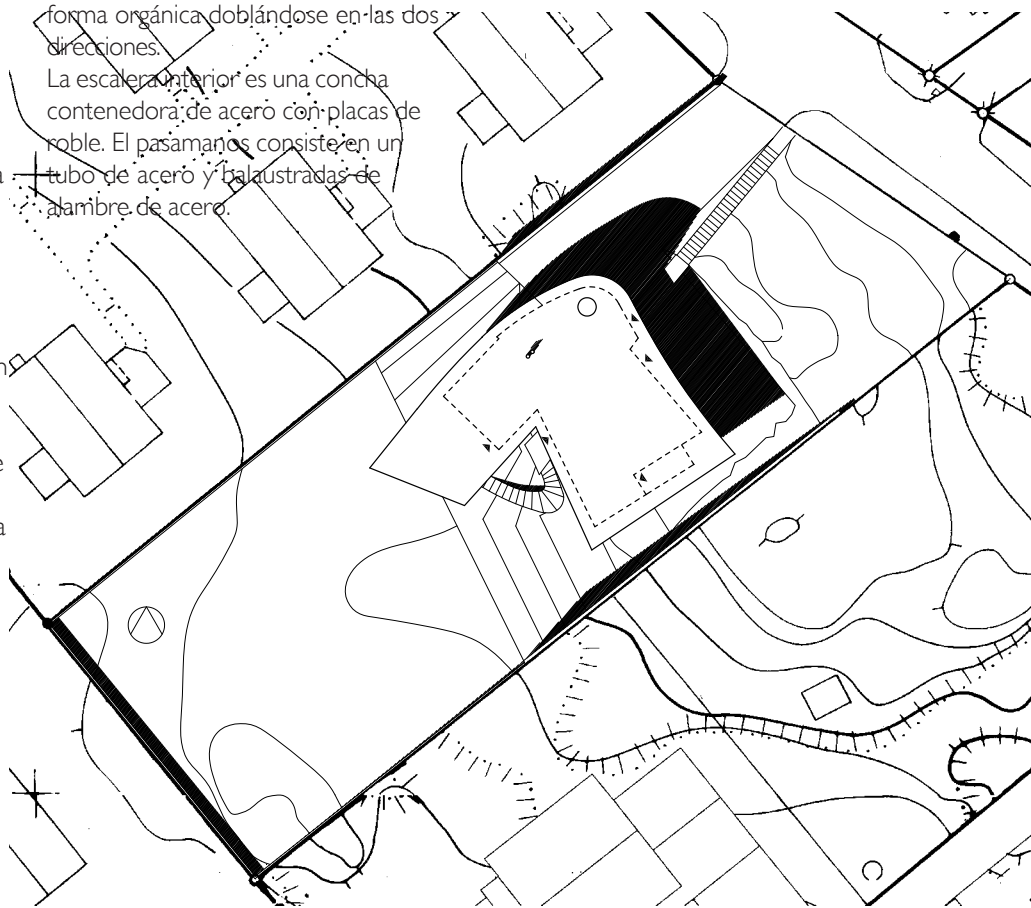 forma orgánica doblándose en las dos
direcciones.
La escalera interior es una concha
contenedora de acero con placas de
roble. El pasamanos consiste en un
tubo de acero y balaustradas de
alambre de acero.